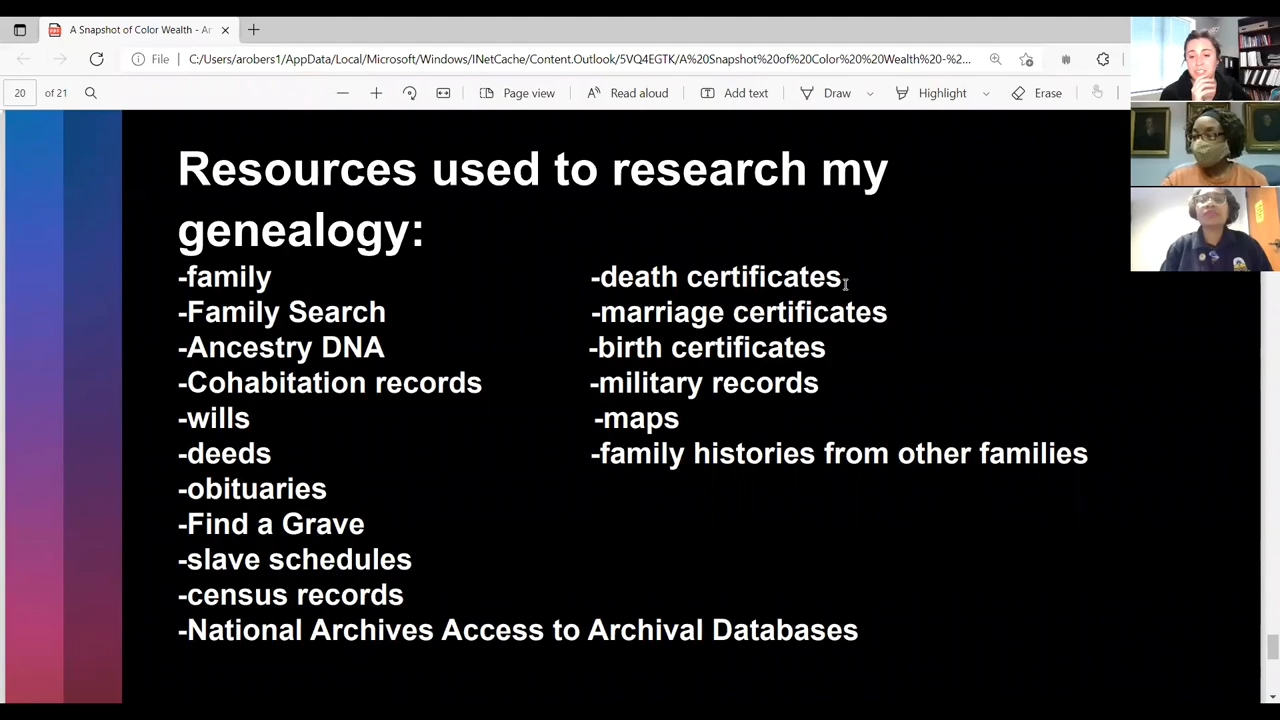 A Snapshot of Color Wealth - Ar
File C:/Users/arobers1/AppData/Local/Microsoft/Windows/INetCache/Content.Outlook/5VQ4EGTK/A%20Snapshot%20of%20Color%20%20Wealth%20-%2...
20 of 21 Page view Read aloud Add text Draw Highlight Erase
Resources used to research my
genealogy:
-family
-Family Search
-Ancestry DNA
-Cohabitation records
-wills
-deeds
-obituaries
-Find a Grave
-slave schedules
-census records
-National Archives Access to Archival Databases
-death certificates
-marriage certificates
-birth certificates
-military records
-maps
-family histories from other families